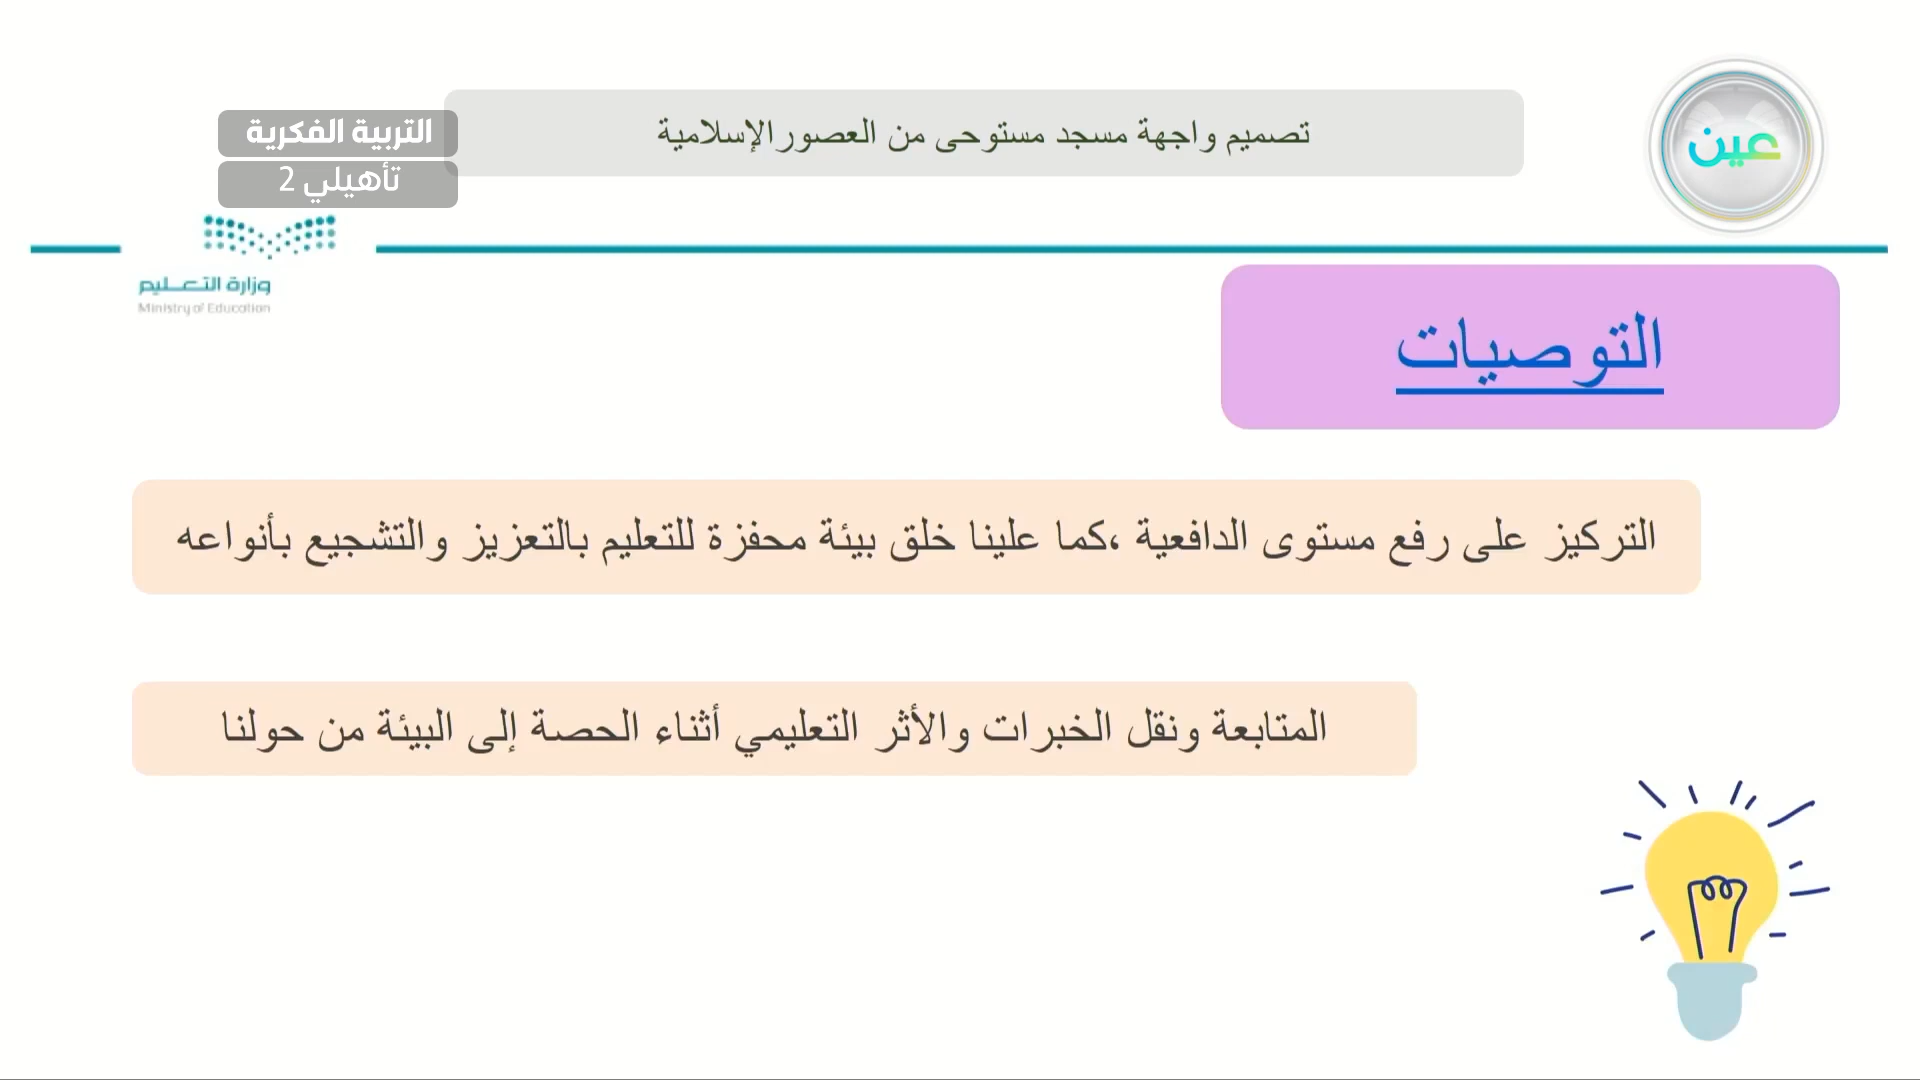 عين
تصميم واجهة مسجد مستوحى من العصورالإسلامية
التربية الفكرية
تأهيلي 2
وزارة التعليم
Ministry of Education
التوصيات
التركيز على رفع مستوى الدافعية ،كما علينا خلق بيئة محفزة للتعليم بالتعزيز والتشجيع بأنواعه
المتابعة ونقل الخبرات والأثر التعليمي أثناء الحصة إلى البيئة من حولنا